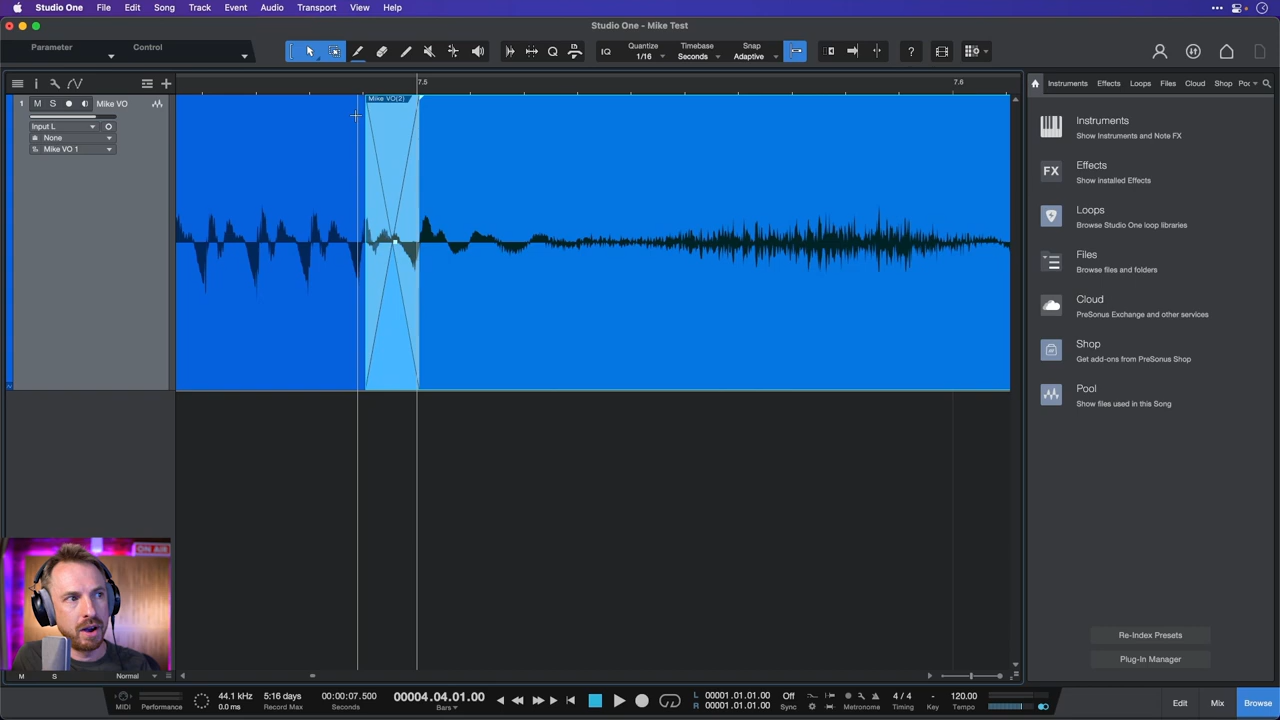 Studio One File Edit Song Track Event Audio Transport View Help
Studio One - Mike Test
Parameter Control
IQ Quantize 1/16 Timebase Seconds Snap Adaptive ?
i 7.5 7.6
Instruments Effects Loops Files Cloud Shop Po
1 M S Mike VO
Input L
None
Mike VO 1
Mike VO(2)
Instruments
Show Instruments and Note FX
FX Effects
Show installed Effects
Loops
Browse Studio One loop libraries
Files
Browse files and folders
Cloud
PreSonus Exchange and other services
Shop
Get add-ons from PreSonus Shop
Pool
Show files used in this Song
ON AIR
Re-Index Presets
Plug-In Manager
M S Normal
MIDI Performance
44.1 kHz
0.0 ms
5:16 days
Record Max
00:00:07.500
Seconds
00004.04.01.00
Bars
L 00001.01.01.00
R 00001.01.01.00
Off
Sync
Metronome
4 / 4
Timing
-
Key
120.00
Tempo
Edit Mix Browse